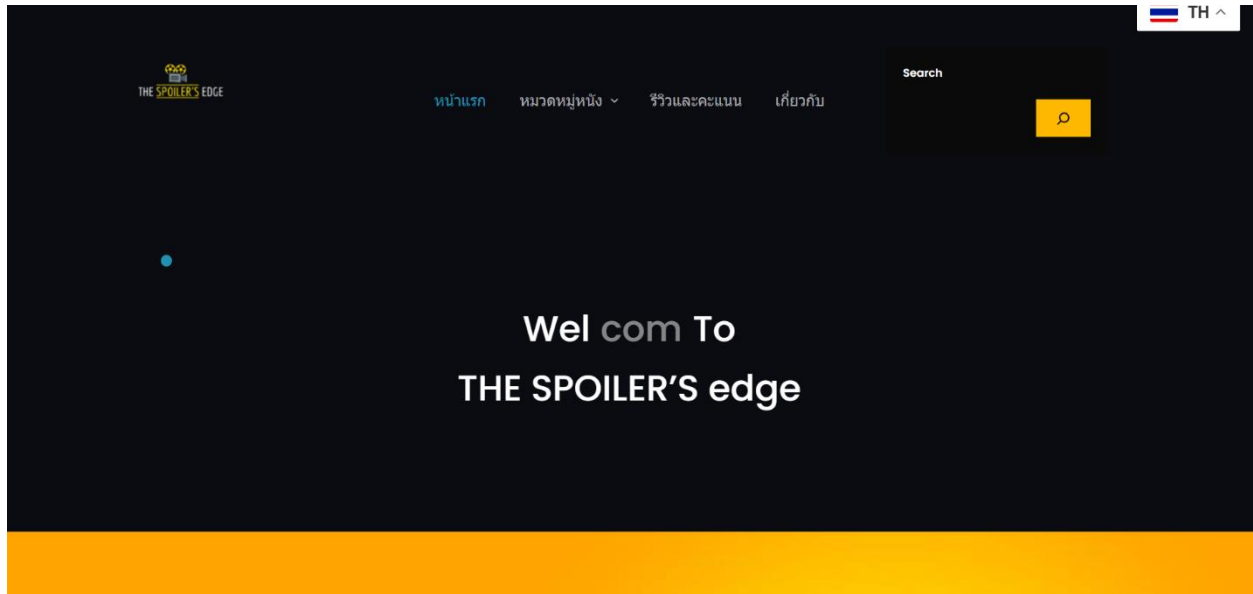 TH
THE SPOILER'S EDGE
หน้าแรก หมวดหมู่หนัง รีวิวและคะแนน เกี่ยวกับ
Search
Wel com To
THE SPOILER’S edge